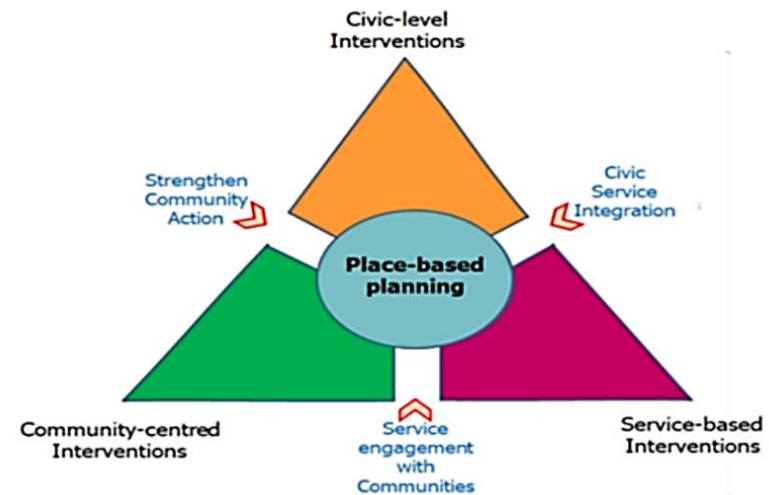 Civic-level
Interventions
Strengthen
Community
Action
Civic
Service
Integration
Place-based
planning
Community-centred
Interventions
Service
engagement
with
Communities
Service-based
Interventions